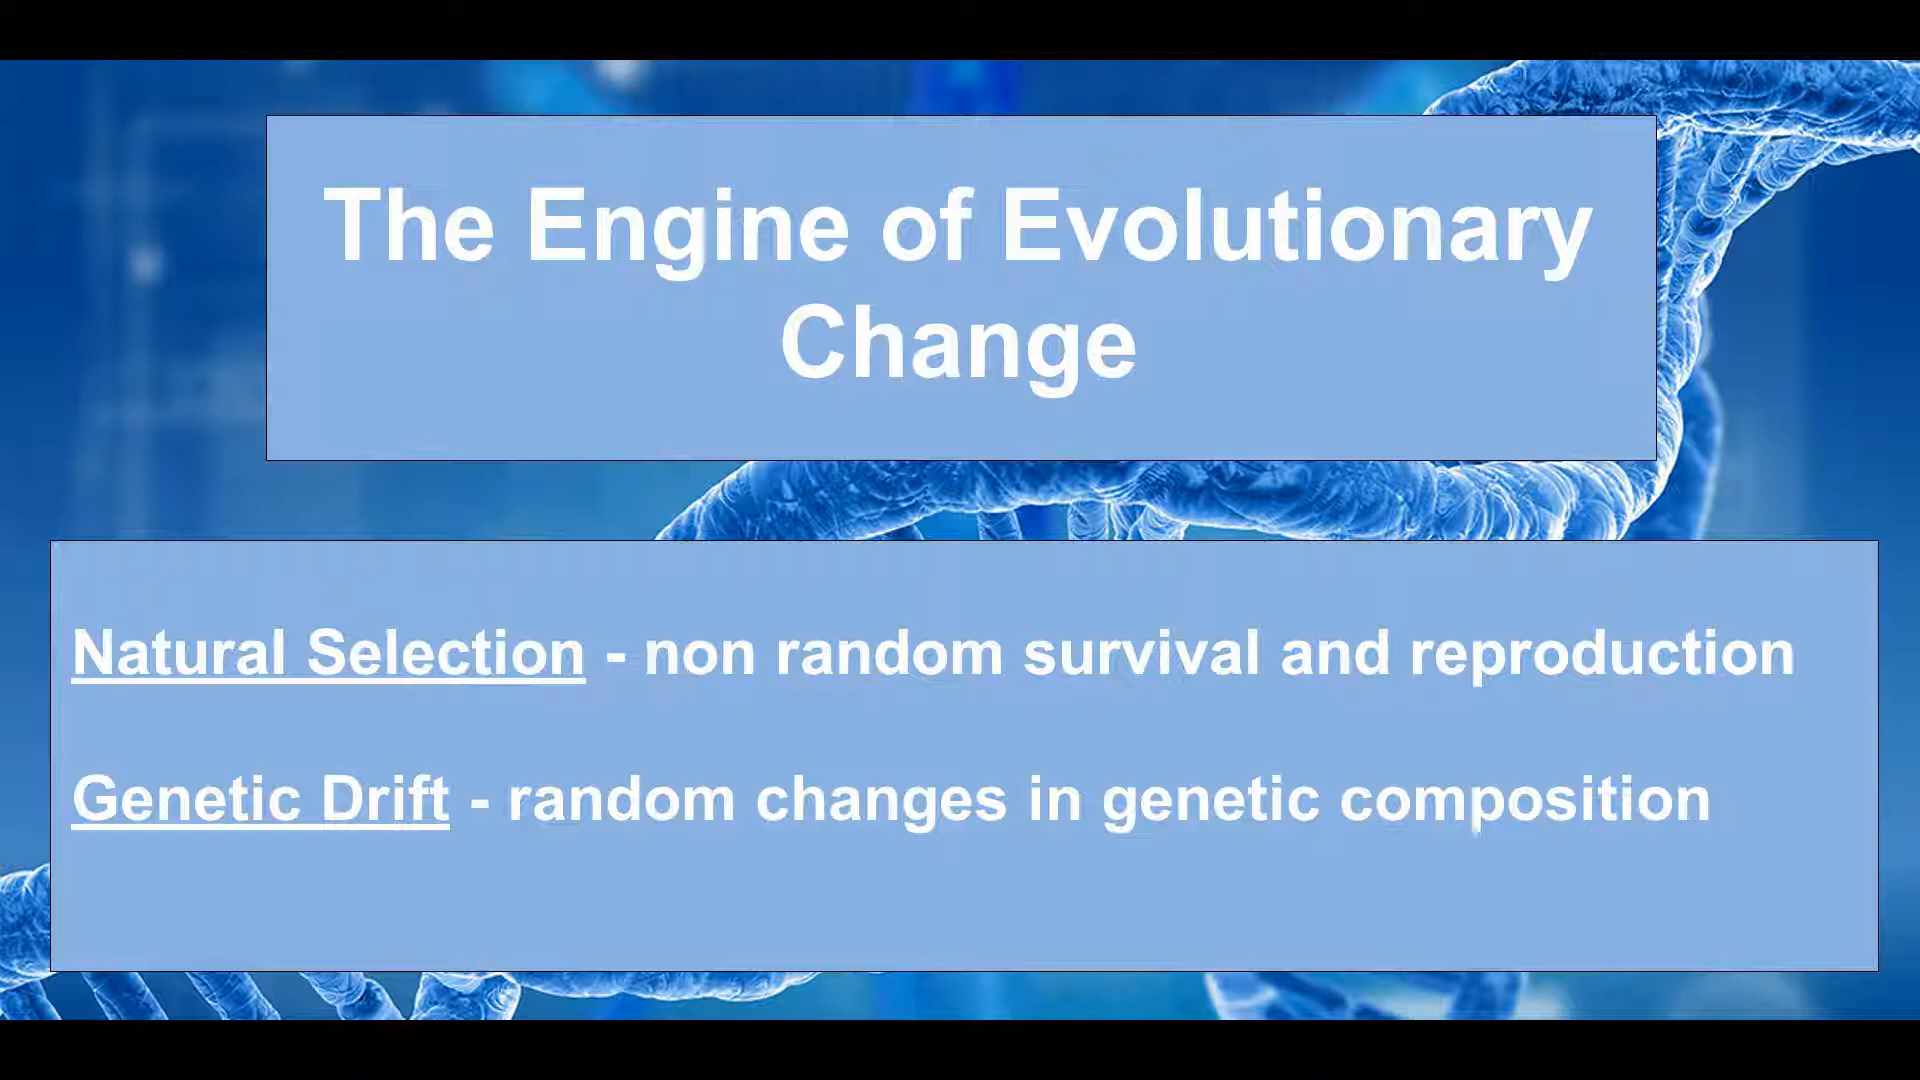 The Engine of Evolutionary
Change
Natural Selection - non random survival and reproduction
Genetic Drift - random changes in genetic composition